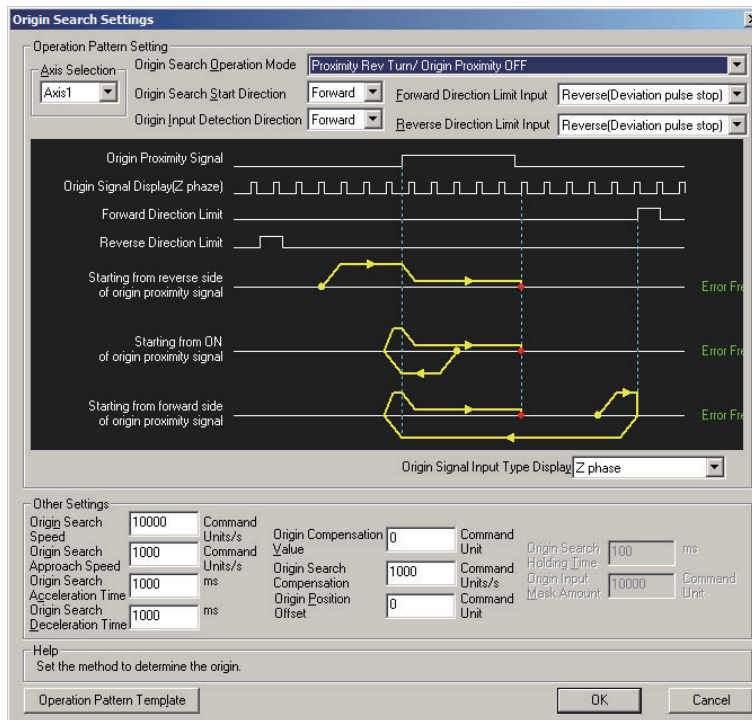 Origin Search Settings
Operation Pattern Setting
Axis Selection
Axis1
Origin Search Operation Mode
Proximity Rev Turn/ Origin Proximity OFF
Origin Search Start Direction
Forward
Forward Direction Limit Input
Reverse(Deviation pulse stop)
Origin Input Detection Direction
Forward
Reverse Direction Limit Input
Reverse(Deviation pulse stop)
Origin Proximity Signal
Origin Signal Display(Z phaze)
Forward Direction Limit
Reverse Direction Limit
Starting from reverse side
of origin proximity signal
Error Fre
Starting from ON
of origin proximity signal
Error Fre
Starting from forward side
of origin proximity signal
Error Fre
Origin Signal Input Type Display
Z phase
Other Settings
Origin Search
Speed
10000
Command
Units/s
Origin Search
Approach Speed
1000
Command
Units/s
Origin Search
Acceleration Time
1000
ms
Origin Search
Deceleration Time
1000
ms
Origin Compensation
Value
0
Command
Unit
Origin Search
Compensation
1000
Command
Units/s
Origin Position
Offset
0
Command
Unit
Origin Search
Holding Time
100
ms
Origin Input
Mask Amount
10000
Command
Unit
Help
Set the method to determine the origin.
Operation Pattern Template
OK
Cancel